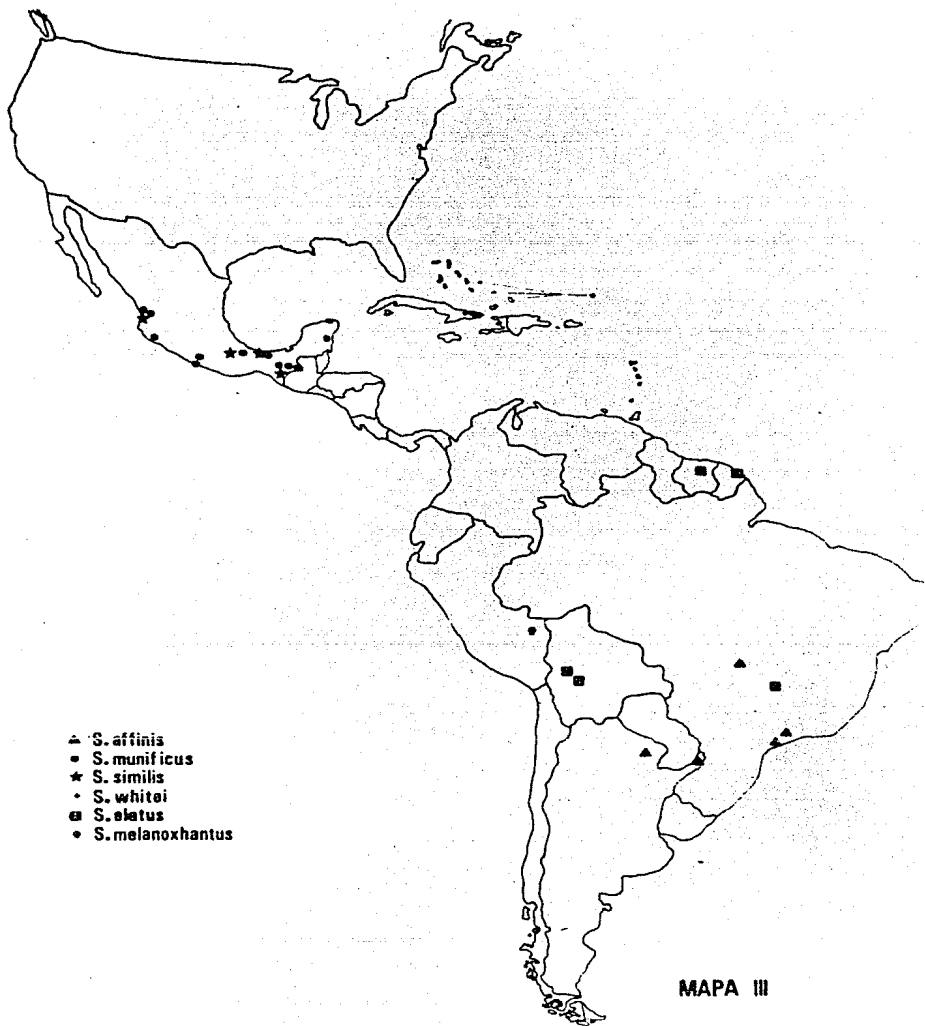 S. affinis
S. munificus
S. similis
S. whitei
S. elatus
S. melanoxhantus
MAPA III